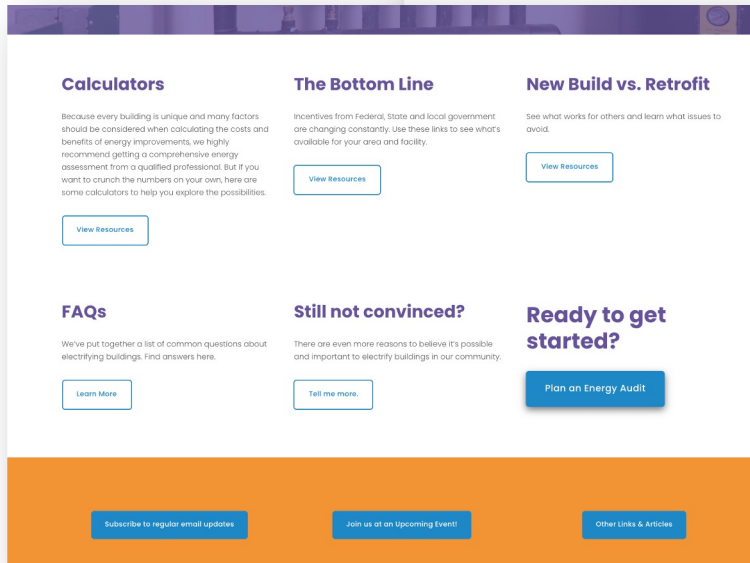 Calculators
Because every building is unique and many factors
should be considered when calculating the costs and
benefits of energy improvements, we highly
recommend getting a comprehensive energy
assessment from a qualified professional. But if you
want to crunch the numbers on your own, here are
some calculators to help you explore the possibilities.
View Resources
The Bottom Line
Incentives from Federal, State and local government
are changing constantly. Use these links to see what's
available for your area and facility.
View Resources
New Build vs. Retrofit
See what works for others and learn what issues to
avoid.
View Resources
FAQs
We've put together a list of common questions about
electrifying buildings. Find answers here.
Learn More
Still not convinced?
There are even more reasons to believe it's possible
and important to electrify buildings in our community.
Tell me more.
Ready to get
started?
Plan an Energy Audit
Subscribe to regular email updates
Join us at an Upcoming Event!
Other Links & Articles